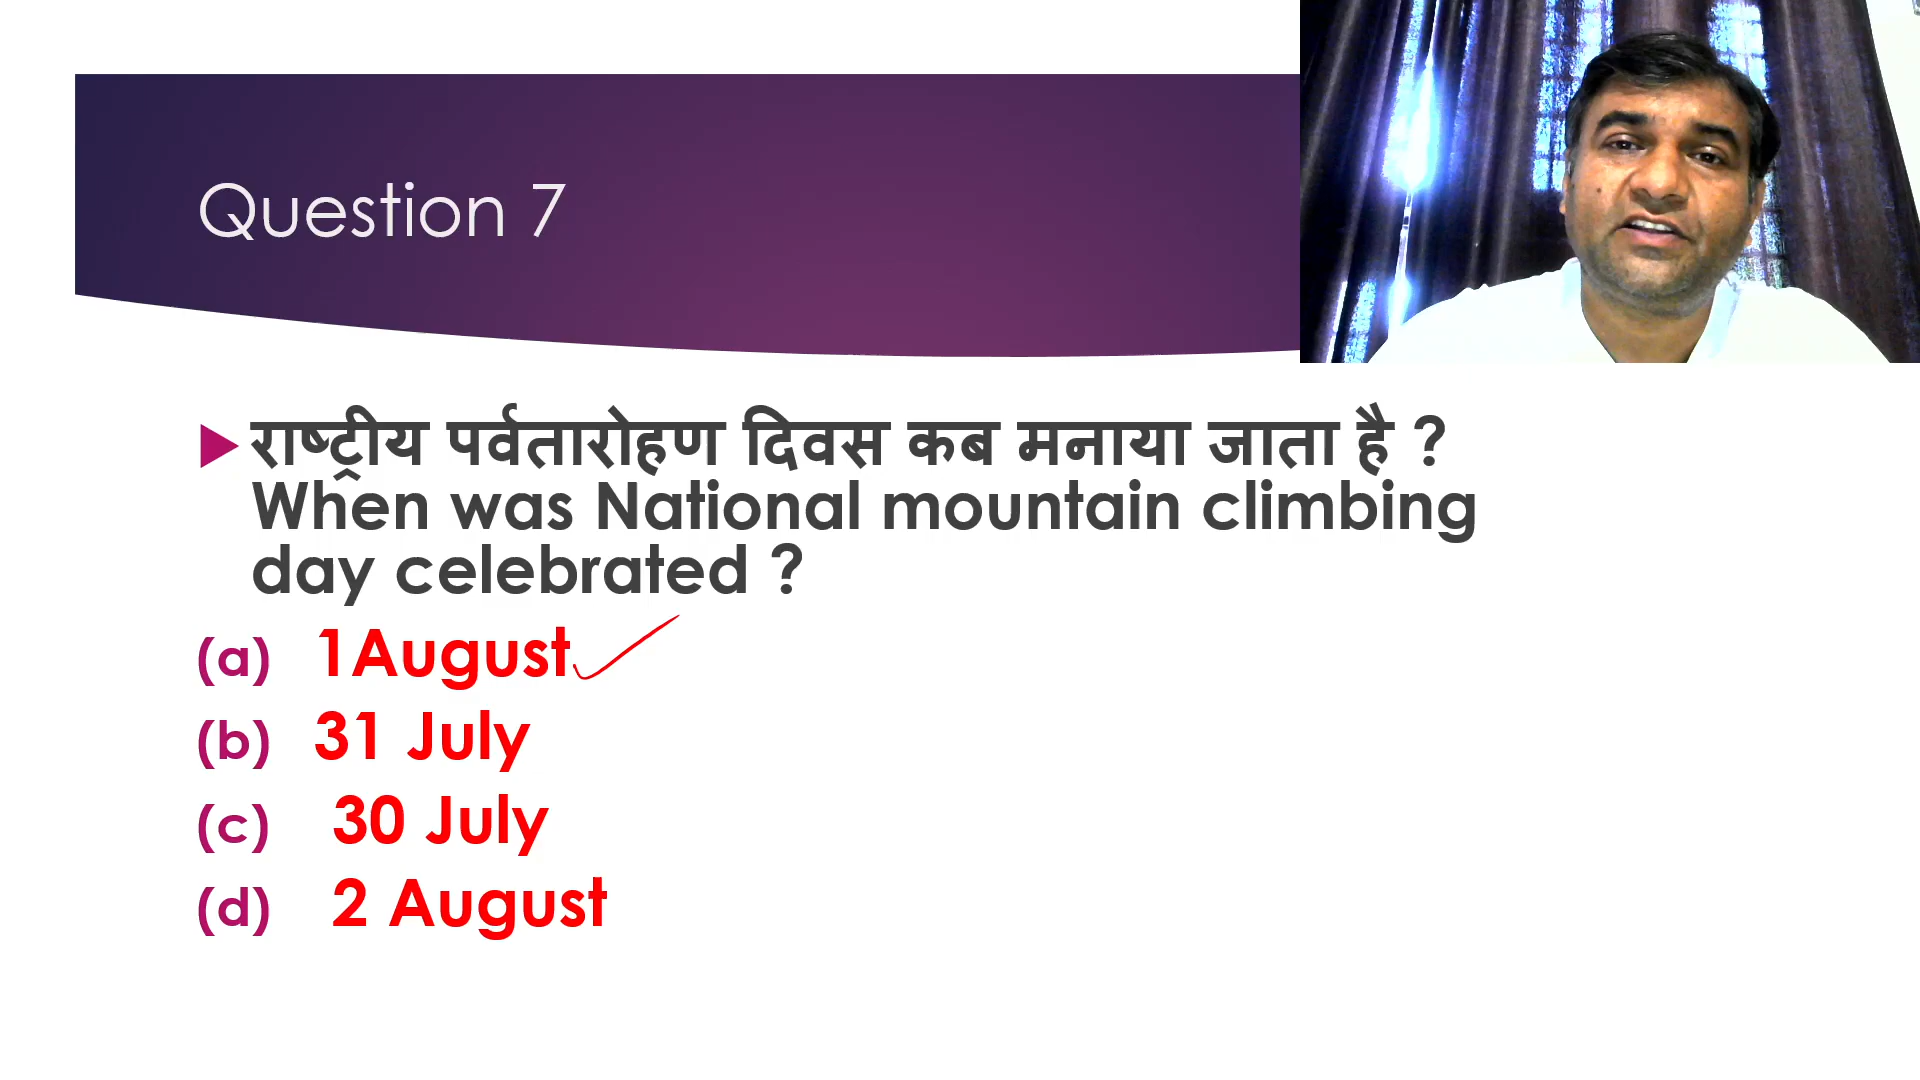 Question 7
राष्ट्रीय पर्वतारोहण दिवस कब मनाया जाता है ?
When was National mountain climbing
day celebrated ?
(a) 1August
(b) 31 July
(c) 30 July
(d) 2 August